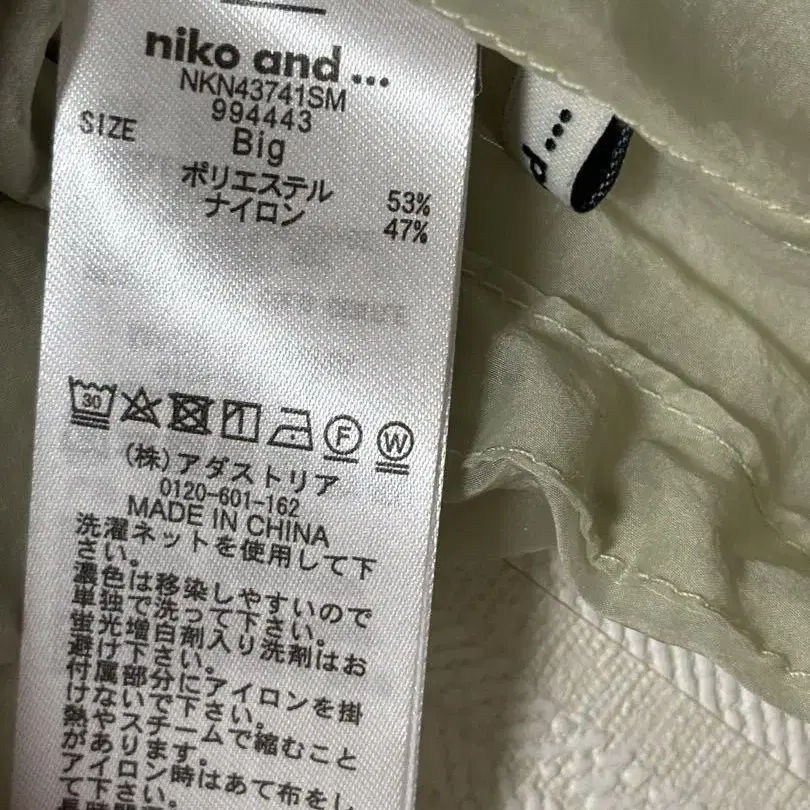 niko and ...
NKN43741SM
994443
SIZE Big
ポリエステル 53%
ナイロン 47%
30
F
W
(株)アダストリア
0120-601-162
MADE IN CHINA
洗濯ネットを使用して下
さい。
濃色は移染しやすいので
単独で洗って下さい。
蛍光増白剤入り洗剤はお
避け下さい。
付属部分にアイロンを掛
けないで下さい。
熱やスチームで縮むこと
があります。
アイロン時はあて布をし
て下さい。
d ...